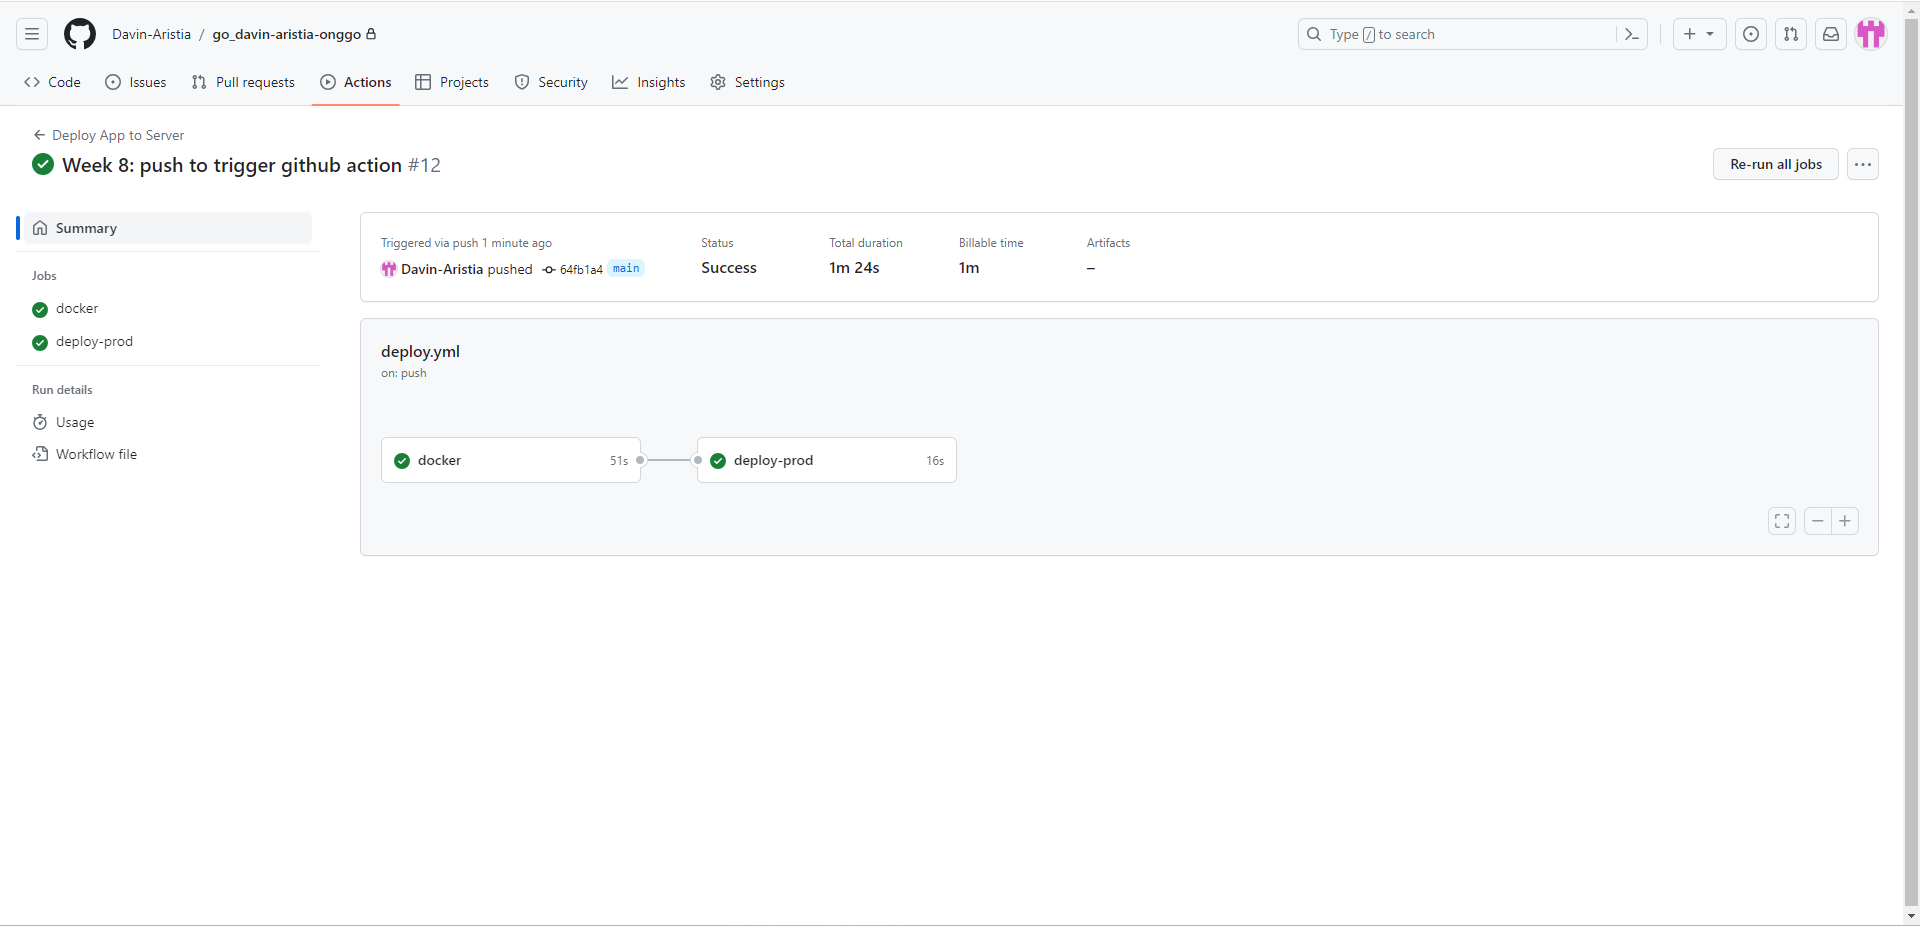 Davin-Aristia / go_davin-aristia-onggo
Type / to search
Code Issues Pull requests Actions Projects Security Insights Settings
Deploy App to Server
Week 8: push to trigger github action #12
Re-run all jobs
Summary
Jobs
docker
deploy-prod
Run details
Usage
Workflow file
Triggered via push 1 minute ago
Davin-Aristia pushed 64fb1a4 main
Status
Success
Total duration
1m 24s
Billable time
1m
Artifacts
–
deploy.yml
on: push
docker 51s
deploy-prod 16s